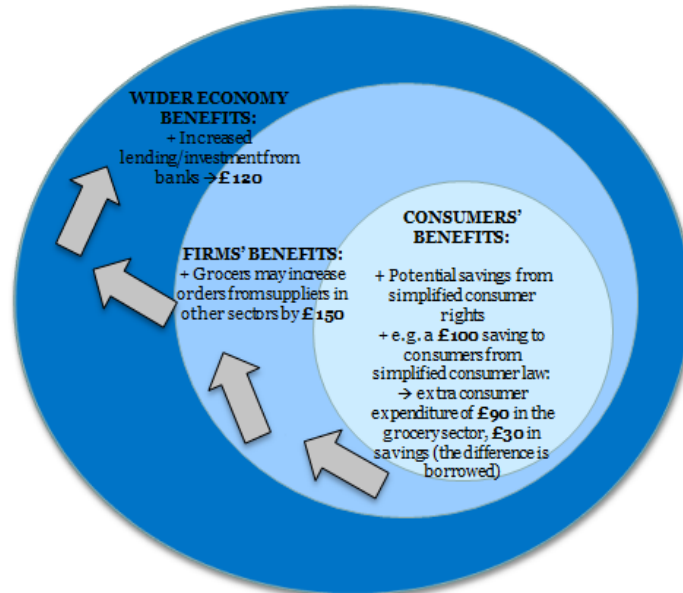 WIDER ECONOMY
BENEFITS:
+ Increased
lending/investment from
banks → £120
CONSUMERS'
BENEFITS:
FIRMS' BENEFITS:
+ Grocers may increase
orders from suppliers in
other sectors by £150
+ Potential savings from
simplified consumer
rights
+ e.g. a £100 saving to
consumers from
simplified consumer law:
→ extra consumer
expenditure of £90 in the
grocery sector, £30 in
savings (the difference is
borrowed)